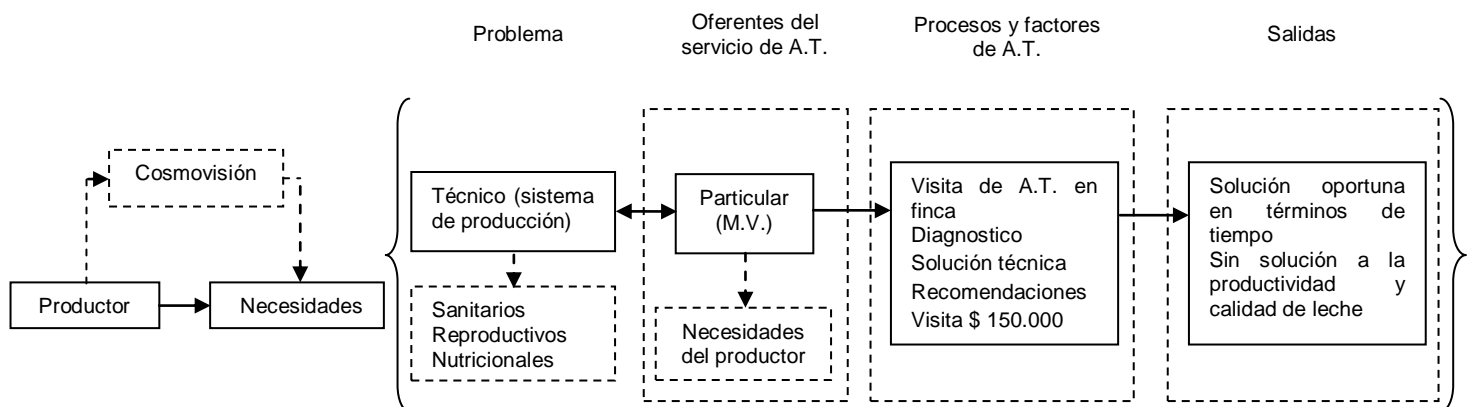 Problema
Oferentes del
servicio de A.T.
Procesos y factores
de A.T.
Salidas
Cosmovisión
Productor
Necesidades
Técnico (sistema
de producción)
Sanitarios
Reproductivos
Nutricionales
Particular
(M.V.)
Necesidades
del productor
Visita de A.T. en
finca
Diagnostico
Solución técnica
Recomendaciones
Visita $ 150.000
Solución oportuna
en términos de
tiempo
Sin solución a la
productividad y
calidad de leche